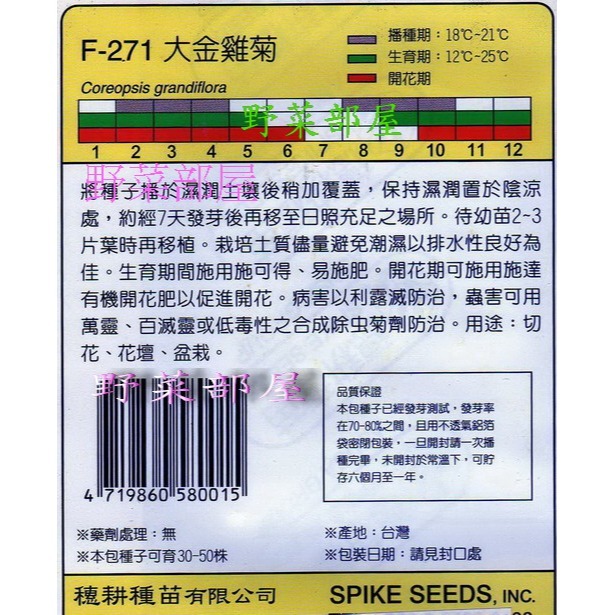 F-271 大金雞菊
Coreopsis grandiflora
播種期：18℃~21℃
生育期：12℃~25℃
開花期
野菜部屋
1 2 3 4 5 6 7 8 9 10 11 12
野菜部屋
將種子播於濕潤土壤後稍加覆蓋，保持濕潤置於陰涼
處，約經7天發芽後再移至日照充足之場所。待幼苗2~3
片葉時再移植。栽培土質儘量避免潮濕以排水性良好為
佳。生育期間施用施可得、易施肥。開花期可施用施達
有機開花肥以促進開花。病害以利露滅防治，蟲害可用
萬靈、百滅靈或低毒性之合成除虫菊劑防治。用途：切
花、花壇、盆栽。
野菜部屋
4 719860 580015
品質保證
本包種子已經發芽測試，發芽率
在70-80%之間，且用不透氣鋁箔
袋密閉包裝，一旦開封請一次播
種完畢，未開封於常溫下，可貯
存六個月至一年。
※藥劑處理：無
※本包種子可育30-50株
※產地：台灣
※包裝日期：請見封口處
穗耕種苗有限公司
SPIKE SEEDS, INC.